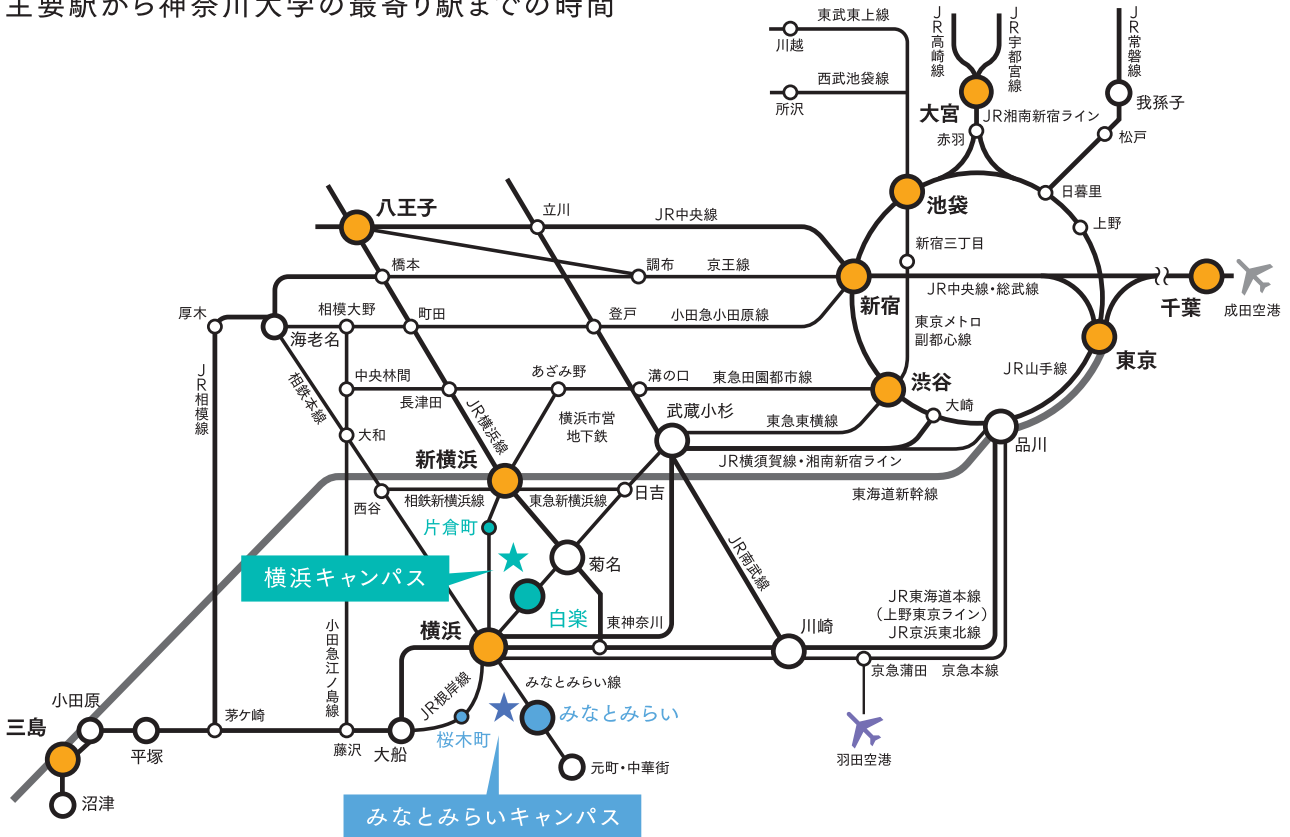 主要駅から神奈川大学の最寄り駅までの時間
東武東上線
川越
JR高崎線
JR宇都宮線
JR常磐線
西武池袋線
所沢
大宮
JR湘南新宿ライン
赤羽
我孫子
松戸
八王子
立川
JR中央線
池袋
日暮里
上野
新宿三丁目
橋本
調布
京王線
新宿
JR中央線・総武線
千葉
成田空港
厚木
海老名
相模大野
町田
登戸
小田急小田原線
東京メトロ
副都心線
東京
JR相模線
相鉄本線
中央林間
長津田
あざみ野
溝の口
東急田園都市線
渋谷
JR山手線
大崎
JR横浜線
横浜市営
地下鉄
武蔵小杉
東急東横線
大和
新横浜
JR横須賀線・湘南新宿ライン
品川
西谷
相鉄新横浜線
東急新横浜線
日吉
東海道新幹線
片倉町
横浜キャンパス
菊名
JR南武線
白楽
東神奈川
横浜
川崎
JR東海道本線
（上野東京ライン）
JR京浜東北線
小田急江ノ島線
みなとみらい線
京急蒲田
京急本線
JR根岸線
小田原
三島
茅ケ崎
平塚
藤沢
大船
桜木町
みなとみらい
羽田空港
元町・中華街
沼津
みなとみらいキャンパス